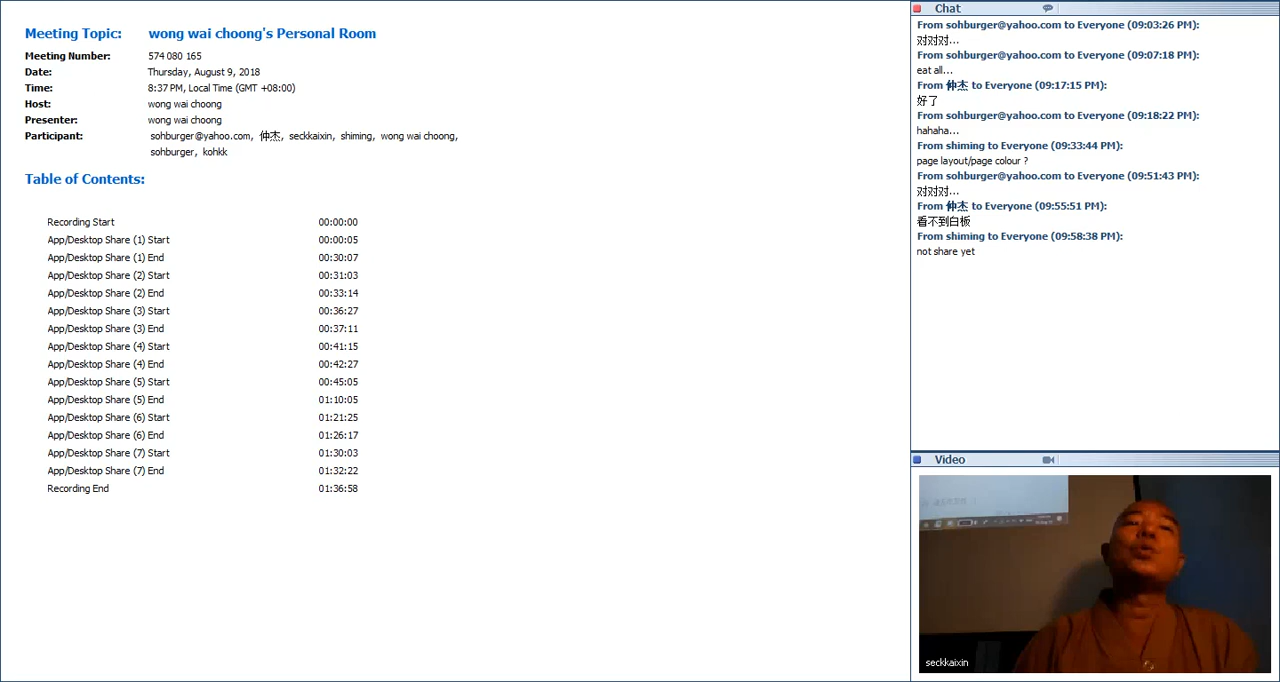 Meeting Topic: wong wai choong's Personal Room
Meeting Number: 574 080 165
Date: Thursday, August 9, 2018
Time: 8:37 PM, Local Time (GMT +08:00)
Host: wong wai choong
Presenter: wong wai choong
Participant: sohburger@yahoo.com, 仲杰, seckkaixin, shiming, wong wai choong,
sohburger, kohkk
Table of Contents:
Recording Start 00:00:00
App/Desktop Share (1) Start 00:00:05
App/Desktop Share (1) End 00:30:07
App/Desktop Share (2) Start 00:31:03
App/Desktop Share (2) End 00:33:14
App/Desktop Share (3) Start 00:36:27
App/Desktop Share (3) End 00:37:11
App/Desktop Share (4) Start 00:41:15
App/Desktop Share (4) End 00:42:27
App/Desktop Share (5) Start 00:45:05
App/Desktop Share (5) End 01:10:05
App/Desktop Share (6) Start 01:21:25
App/Desktop Share (6) End 01:26:17
App/Desktop Share (7) Start 01:30:03
App/Desktop Share (7) End 01:32:22
Recording End 01:36:58
Chat
From sohburger@yahoo.com to Everyone (09:03:26 PM):
对对对...
From sohburger@yahoo.com to Everyone (09:07:18 PM):
eat all...
From 仲杰 to Everyone (09:17:15 PM):
好了
From sohburger@yahoo.com to Everyone (09:18:22 PM):
hahaha...
From shiming to Everyone (09:33:44 PM):
page layout/page colour ?
From sohburger@yahoo.com to Everyone (09:51:43 PM):
对对对...
From 仲杰 to Everyone (09:55:51 PM):
看不到白板
From shiming to Everyone (09:58:38 PM):
not share yet
Video
seckkaixin